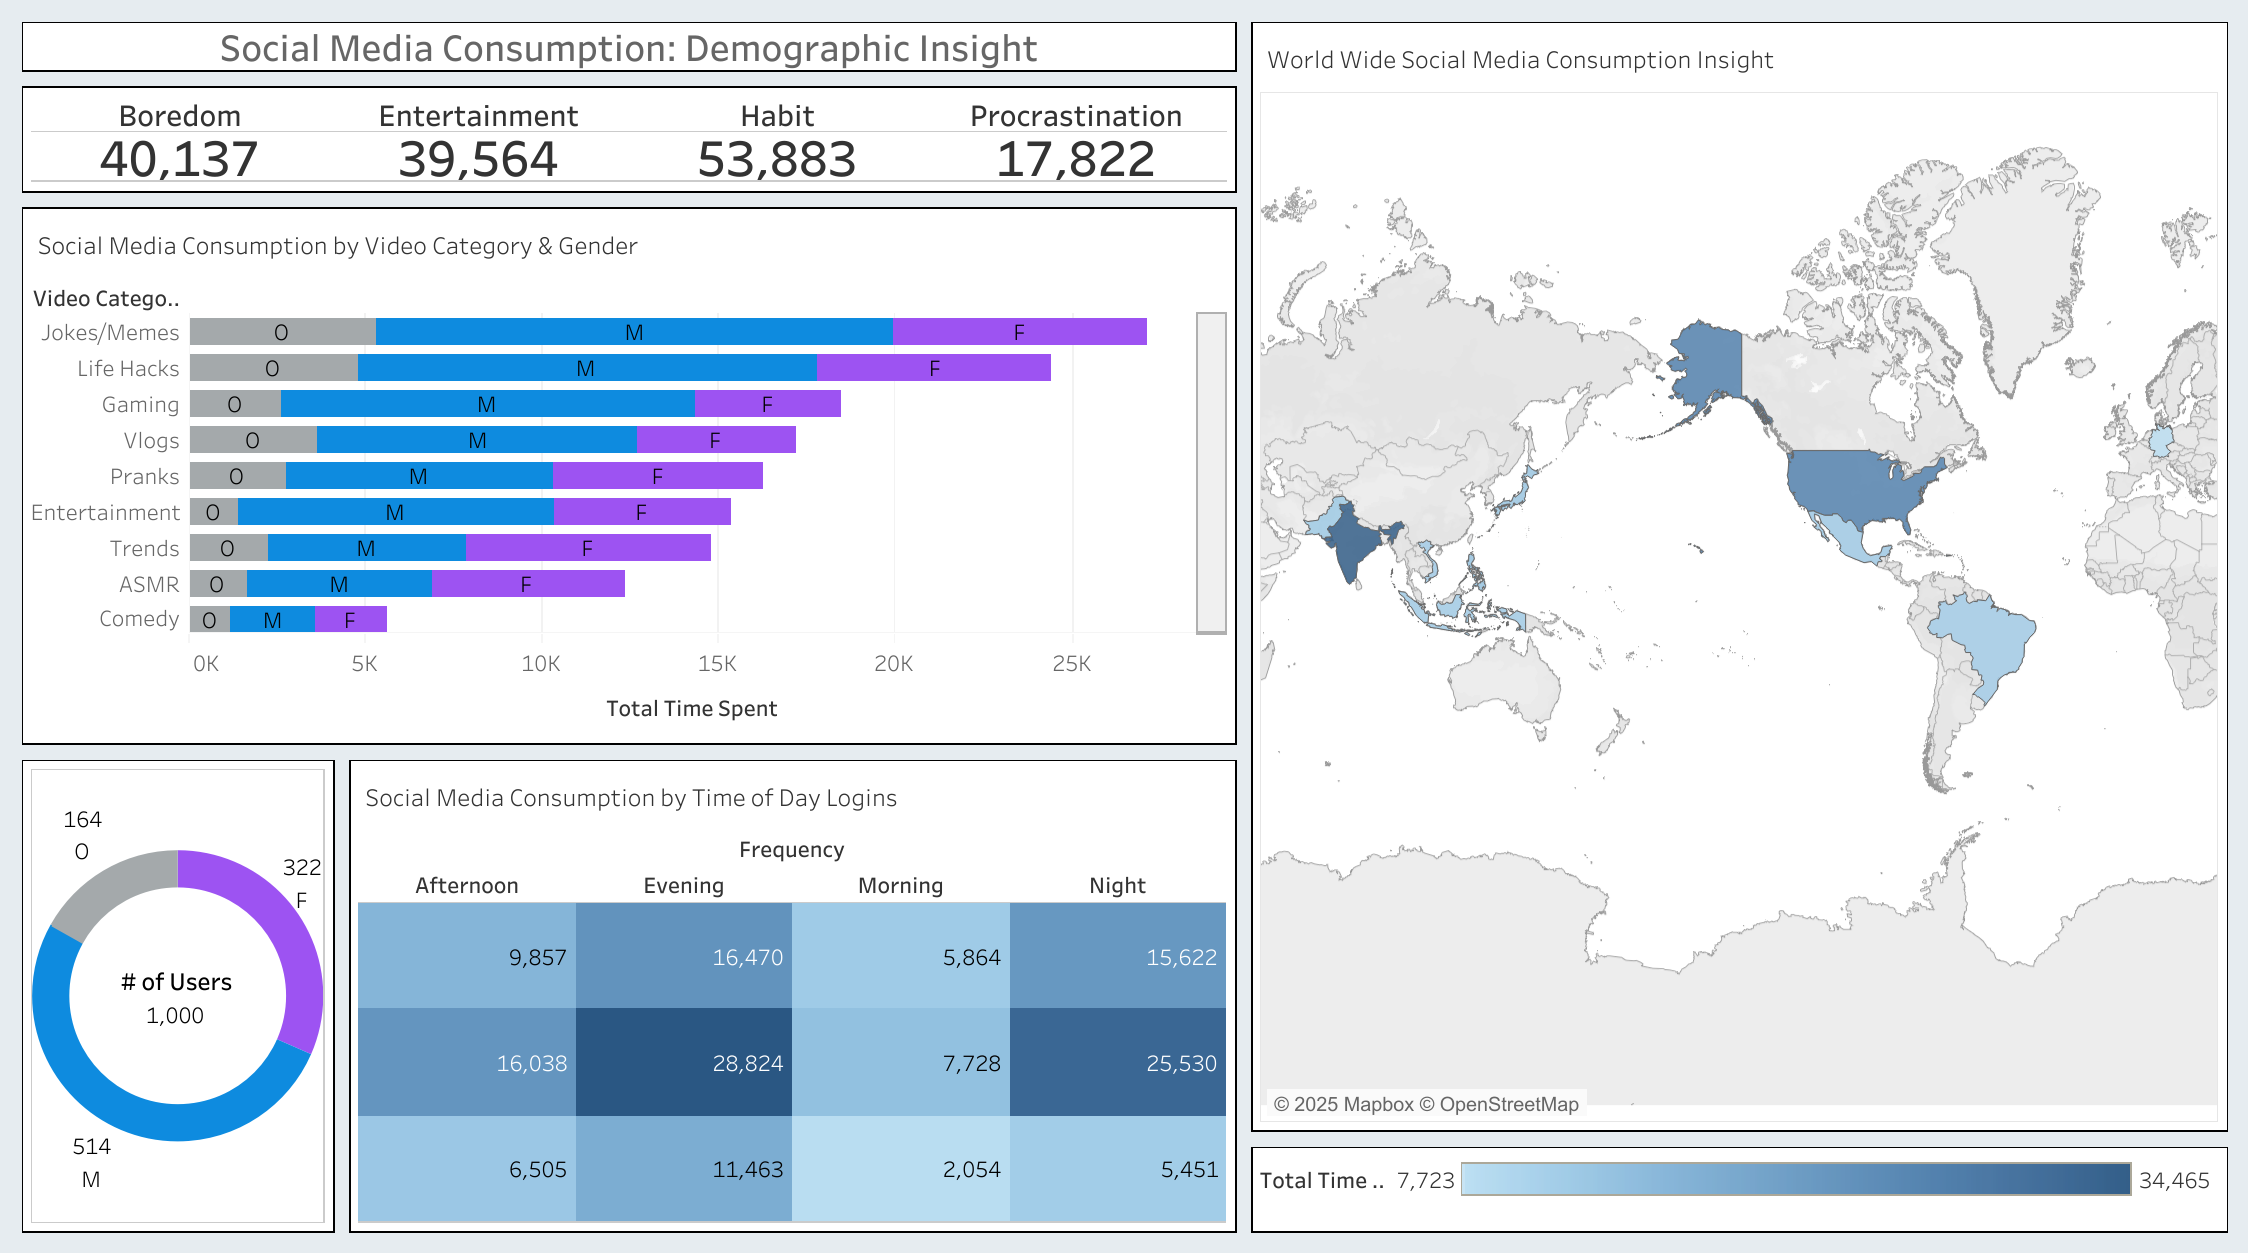 Social Media Consumption: Demographic Insight
Boredom Entertainment Habit Procrastination
40,137 39,564 53,883 17,822
Social Media Consumption by Video Category & Gender
Video Catego..
Jokes/Memes O M F
Life Hacks O M F
Gaming O M F
Vlogs O M F
Pranks O M F
Entertainment O M F
Trends O M F
ASMR O M F
Comedy O M F
0K 5K 10K 15K 20K 25K
Total Time Spent
164
O
322
F
# of Users
1,000
514
M
Social Media Consumption by Time of Day Logins
Frequency
Afternoon Evening Morning Night
9,857 16,470 5,864 15,622
16,038 28,824 7,728 25,530
6,505 11,463 2,054 5,451
World Wide Social Media Consumption Insight
© 2025 Mapbox © OpenStreetMap
Total Time .. 7,723 34,465